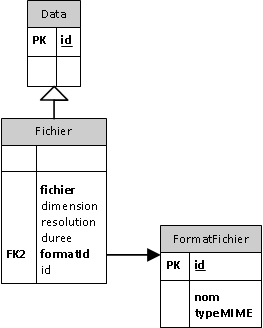 Data
PK id
Fichier
fichier
dimension
resolution
duree
FK2 formatId
id
FormatFichier
PK id
nom
typeMIME